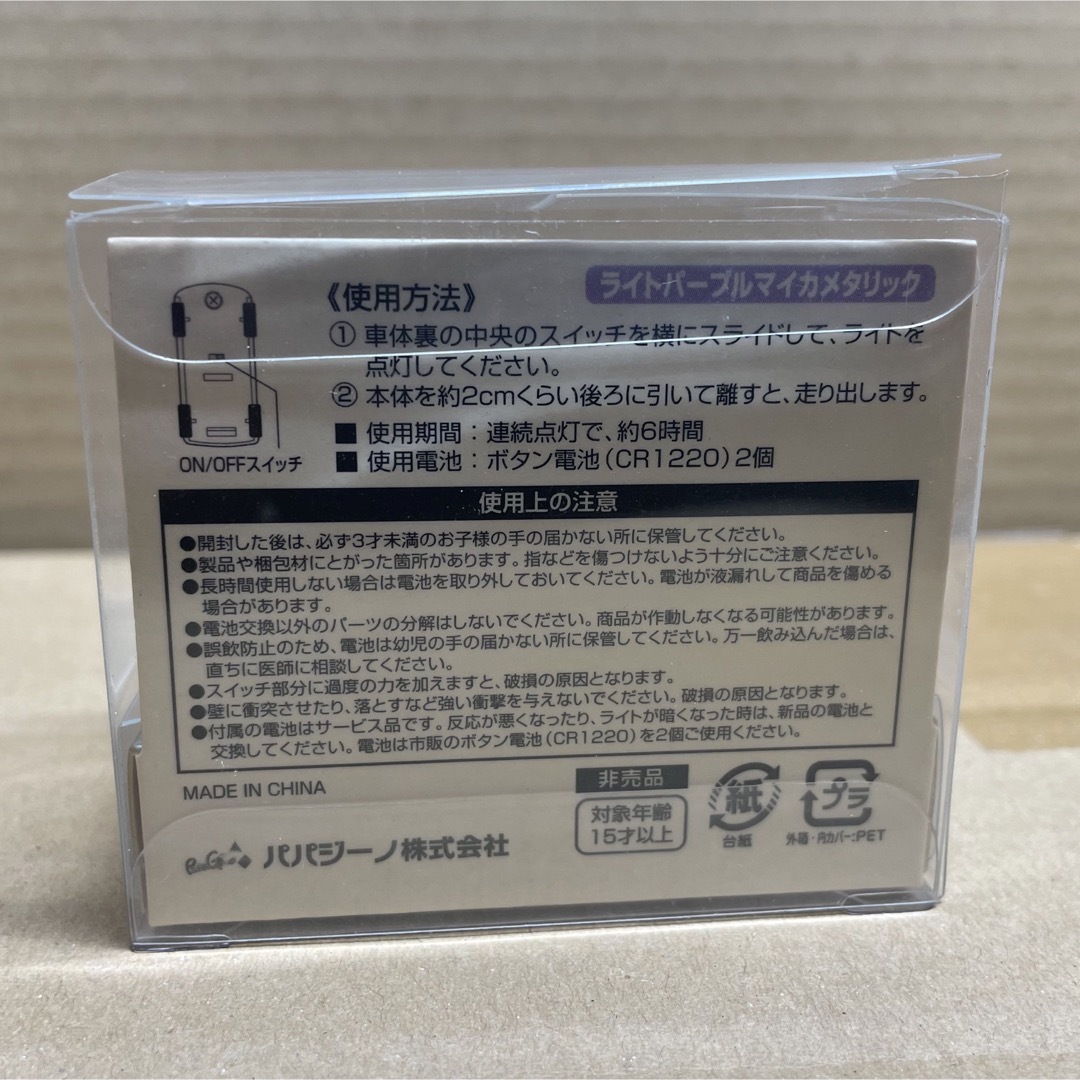 ライトパープルマイカメタリック
《使用方法》
① 車体裏の中央のスイッチを横にスライドして、ライトを
点灯してください。
② 本体を約2cmくらい後ろに引いて離すと、走り出します。
■ 使用期間：連続点灯で、約6時間
■ 使用電池：ボタン電池（CR1220）2個
ON/OFFスイッチ
使用上の注意
●開封した後は、必ず3才未満のお子様の手の届かない所に保管してください。
●製品や梱包材にとがった箇所があります。指などを傷つけないよう十分にご注意ください。
●長時間使用しない場合は電池を取り外しておいてください。電池が液漏れして商品を傷める
場合があります。
●電池交換以外のパーツの分解はしないでください。商品が作動しなくなる可能性があります。
●誤飲防止のため、電池は幼児の手の届かない所に保管してください。万一飲み込んだ場合は、
直ちに医師に相談してください。
●スイッチ部分に過度の力を加えますと、破損の原因となります。
●壁に衝突させたり、落とすなど強い衝撃を与えないでください。破損の原因となります。
●付属の電池はサービス品です。反応が悪くなったり、ライトが暗くなった時は、新品の電池と
交換してください。電池は市販のボタン電池（CR1220）を2個ご使用ください。
MADE IN CHINA
非売品
対象年齢
15才以上
紙
台紙
プラ
外箱・内カバー:PET
パパジーノ株式会社